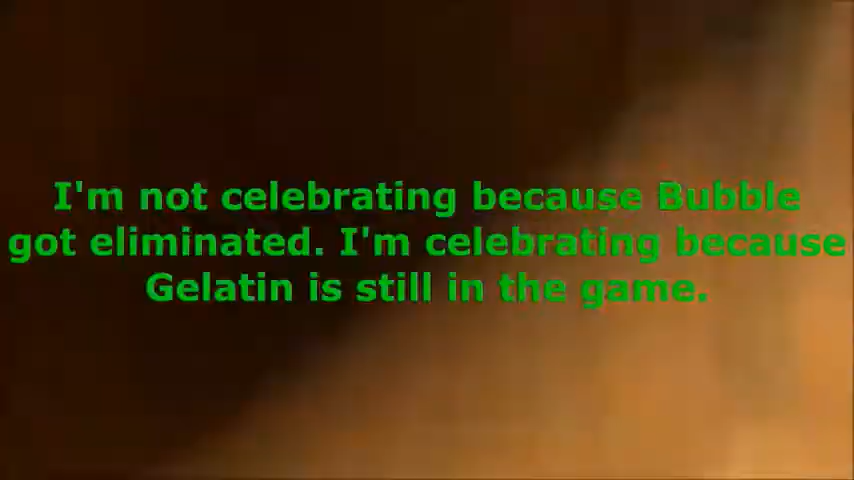 I'm not celebrating because Bubble
got eliminated. I'm celebrating because
Gelatin is still in the game.